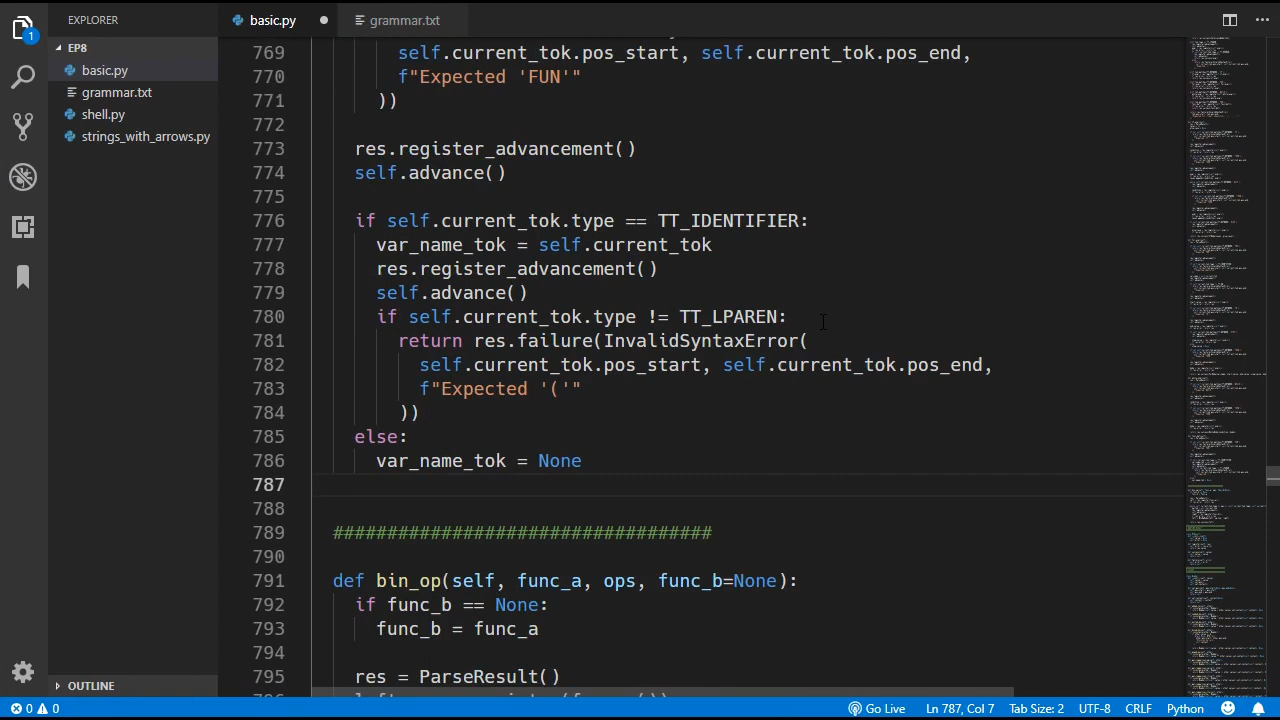 EXPLORER
basic.py
grammar.txt
EP8
basic.py
grammar.txt
shell.py
strings_with_arrows.py
1
769 self.current_tok.pos_start, self.current_tok.pos_end,
770 f"Expected 'FUN'"
771 ))
772
773 res.register_advancement()
774 self.advance()
775
776 if self.current_tok.type == TT_IDENTIFIER:
777 var_name_tok = self.current_tok
778 res.register_advancement()
779 self.advance()
780 if self.current_tok.type != TT_LPAREN:
781 return res.failure(InvalidSyntaxError(
782 self.current_tok.pos_start, self.current_tok.pos_end,
783 f"Expected '('"
784 ))
785 else:
786 var_name_tok = None
787
788
789 ###################################
790
791 def bin_op(self, func_a, ops, func_b=None):
792 if func_b == None:
793 func_b = func_a
795 res = ParseResult()
OUTLINE
0 0
Go Live
Ln 787, Col 7
Tab Size: 2
UTF-8
CRLF
Python